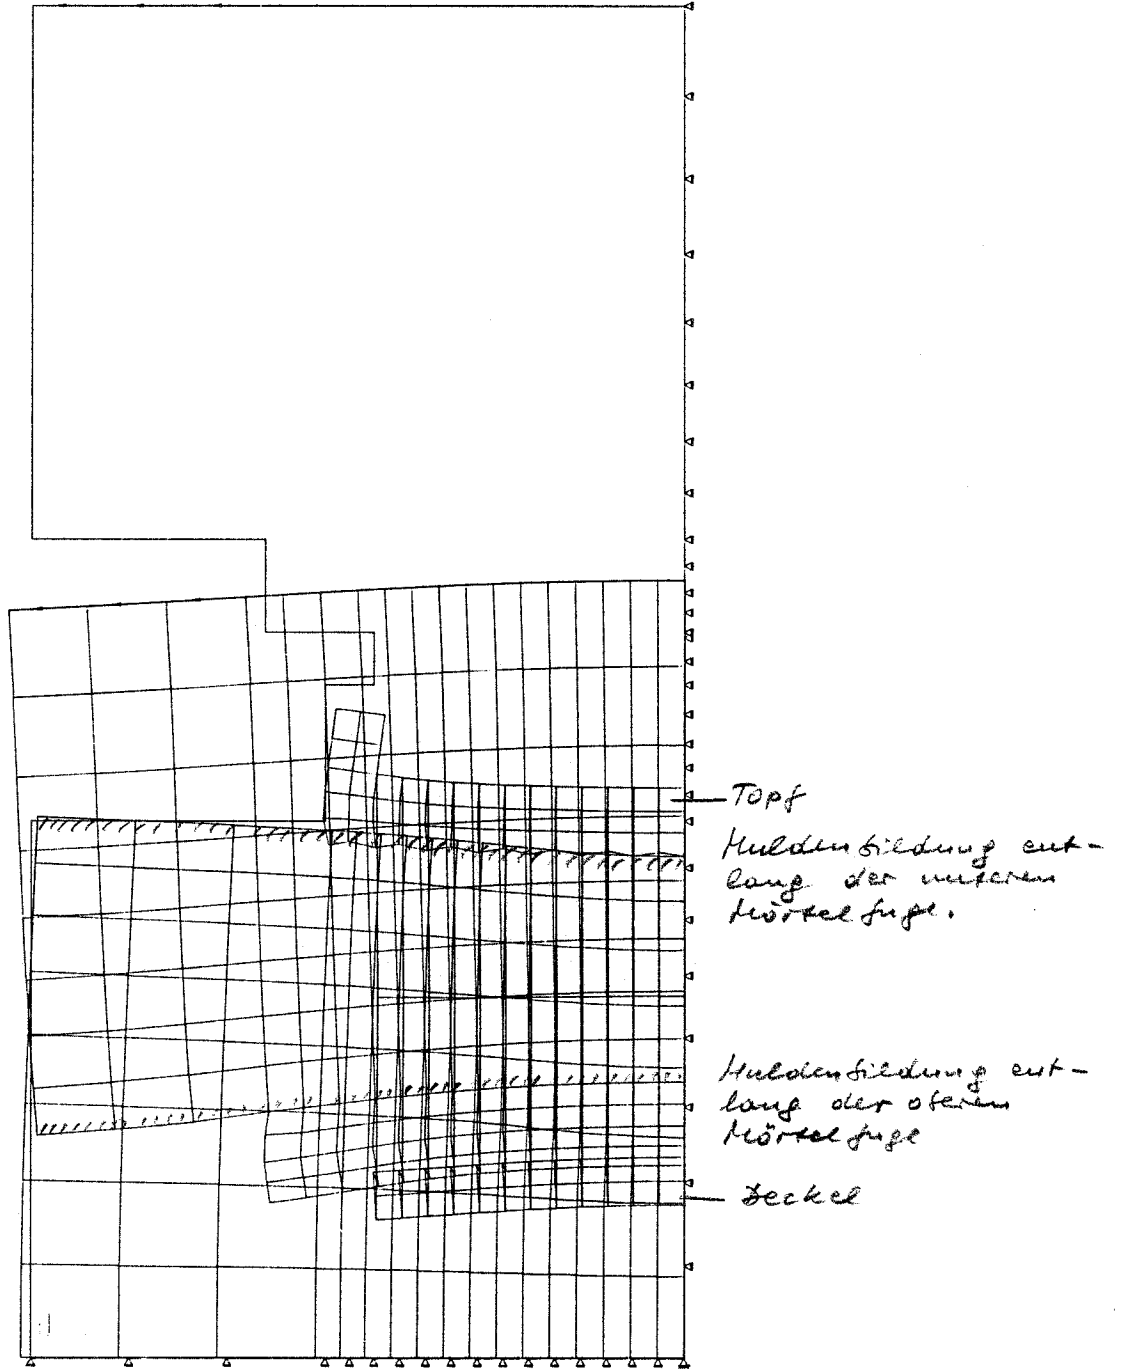 Topf
Muldenbildung ent-
lang der unteren
Mörtelfuge.
Muldenbildung ent-
lang der oberen
Mörtelfuge
Deckel